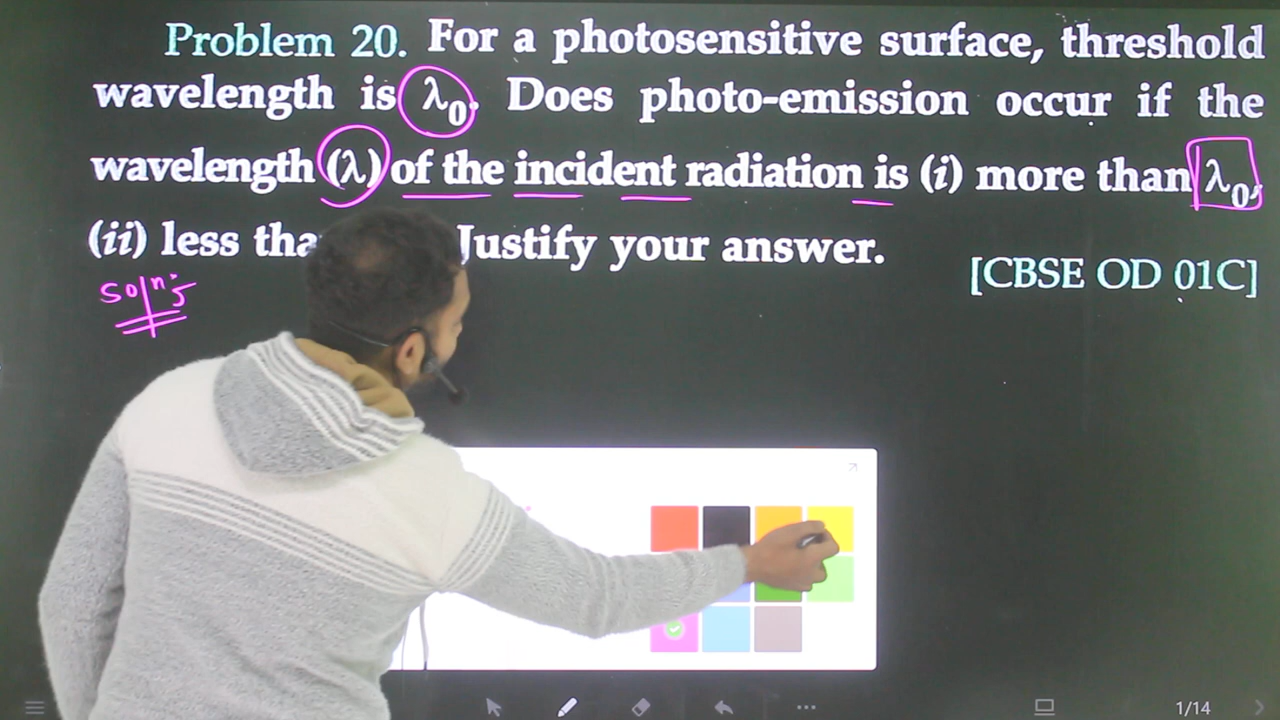 Problem 20. For a photosensitive surface, threshold
wavelength is λ₀. Does photo-emission occur if the
wavelength (λ) of the incident radiation is (i) more than λ₀,
(ii) less Justify your answer.
[CBSE OD 01C]
Solⁿ:
1/14